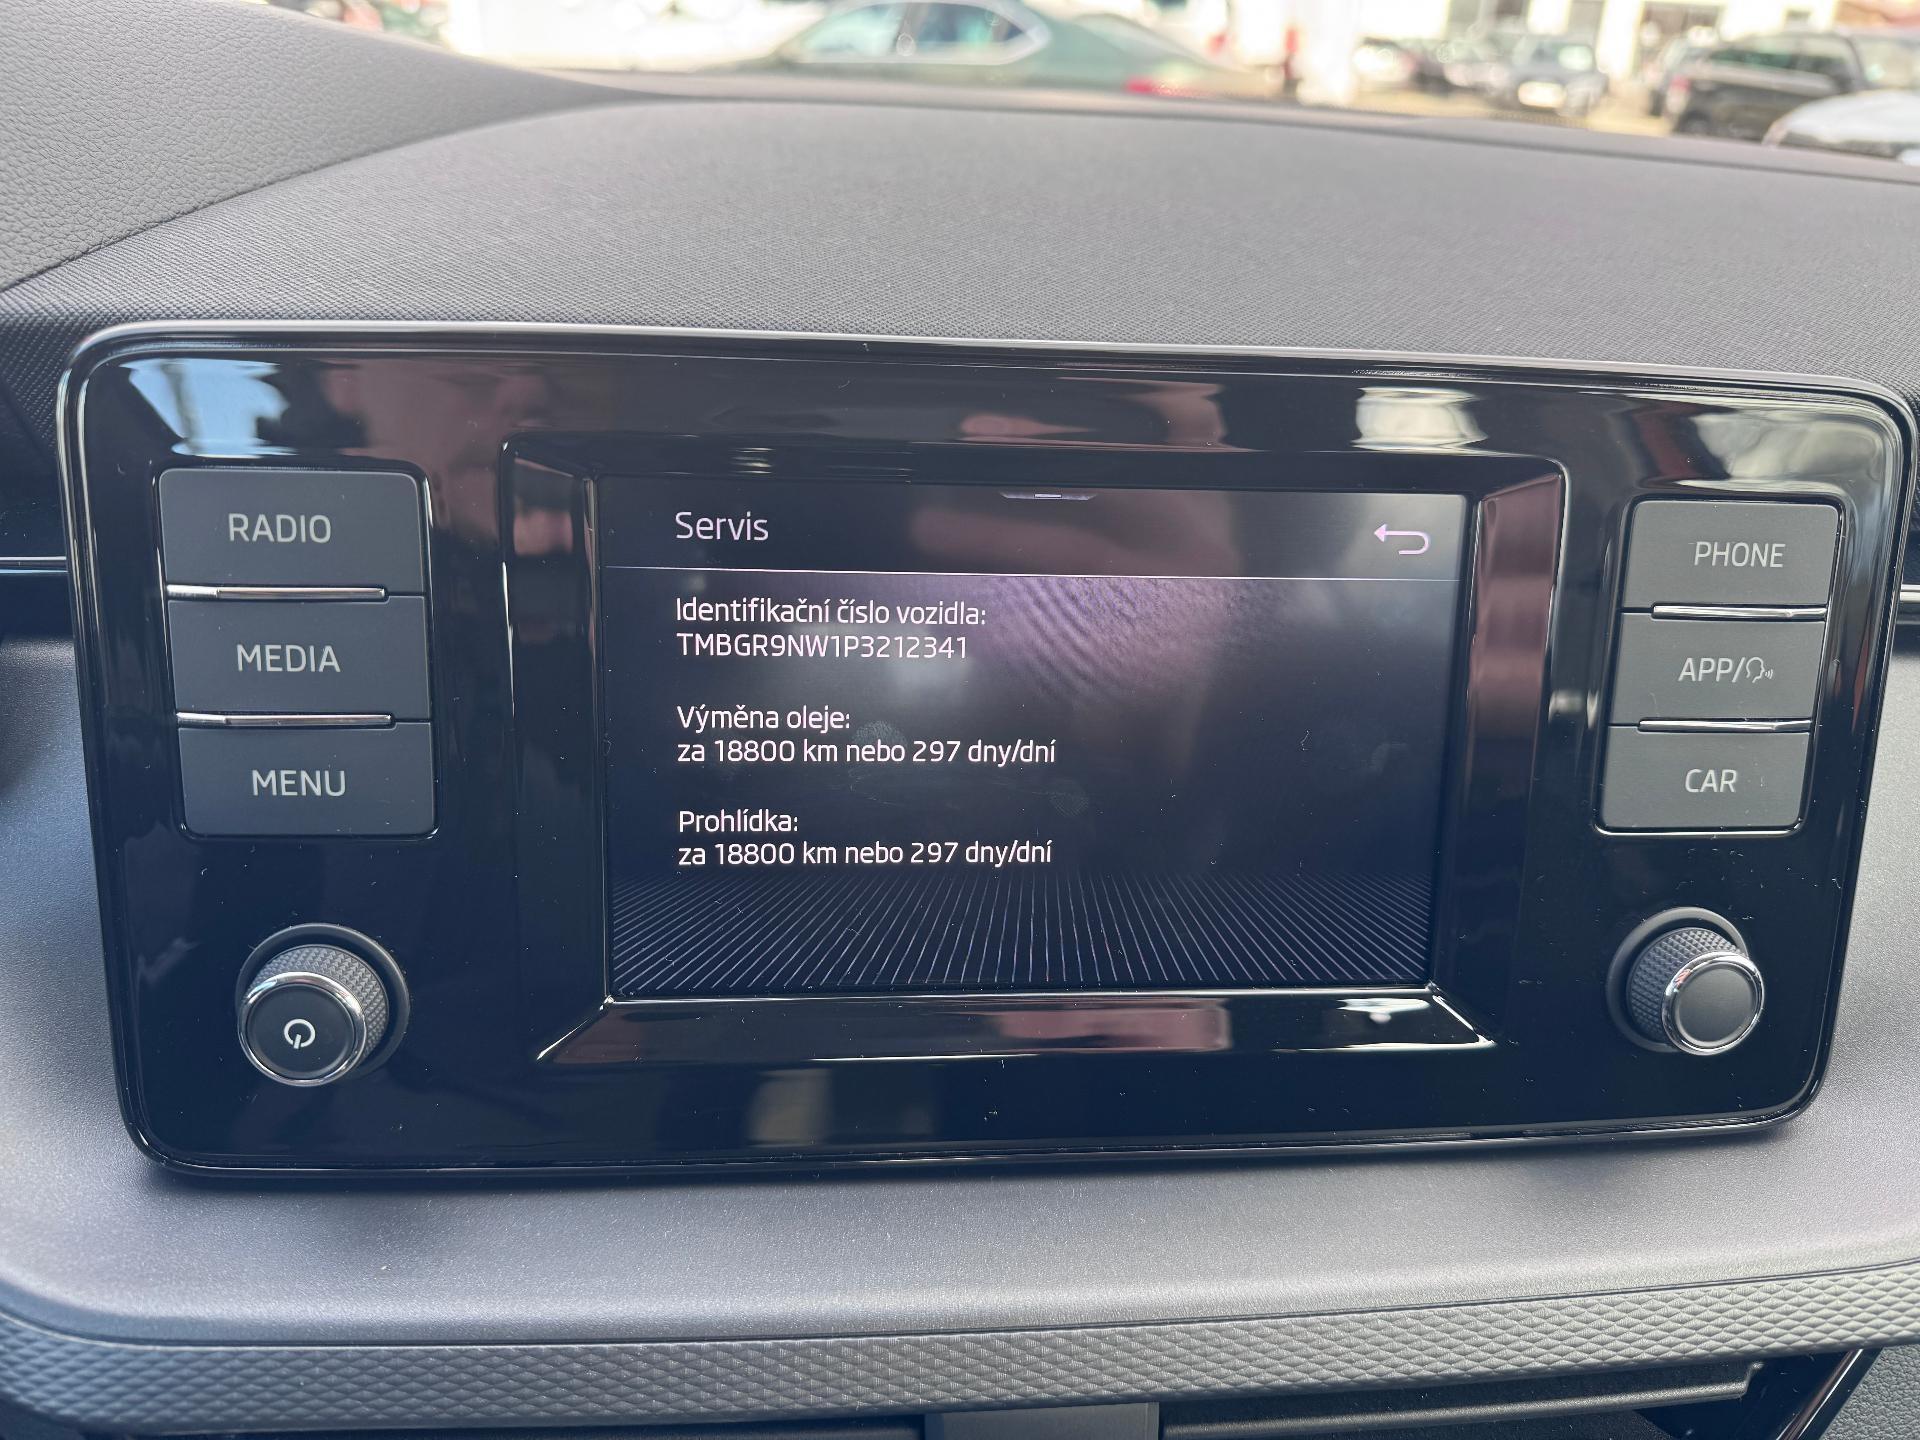 RADIO
MEDIA
MENU
Servis
Identifikační číslo vozidla:
TMBGR9NW1P3212341
Výměna oleje:
za 18800 km nebo 297 dny/dní
Prohlídka:
za 18800 km nebo 297 dny/dní
PHONE
APP/
CAR